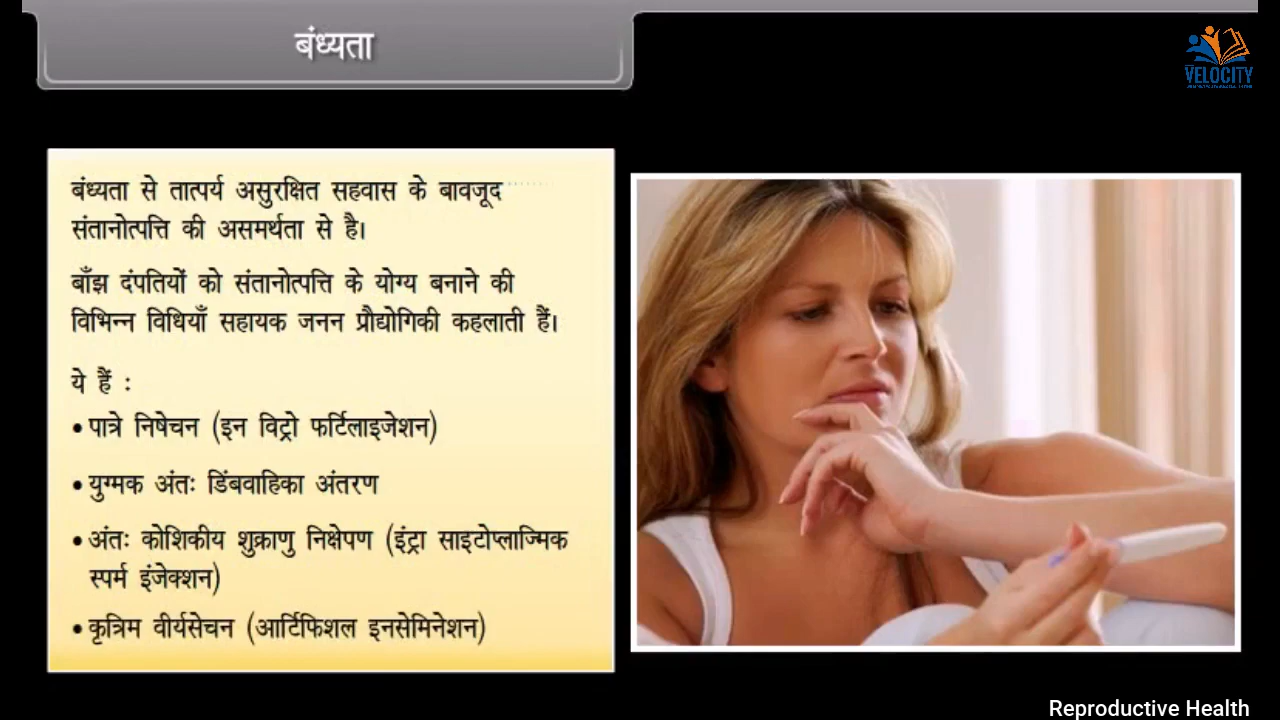 बंध्यता
VELOCITY
बंध्यता से तात्पर्य असुरक्षित सहवास के बावजूद
संतानोत्पत्ति की असमर्थता से है।
बाँझ दंपतियों को संतानोत्पत्ति के योग्य बनाने की
विभिन्न विधियाँ सहायक जनन प्रौद्योगिकी कहलाती हैं।
ये हैं :
• पात्रे निषेचन (इन विट्रो फर्टिलाइजेशन)
• युग्मक अंतः डिंबवाहिका अंतरण
• अंतः कोशिकीय शुक्राणु निक्षेपण (इंट्रा साइटोप्लाज्मिक
स्पर्म इंजेक्शन)
• कृत्रिम वीर्यसेचन (आर्टिफिशल इनसेमिनेशन)
Reproductive Health